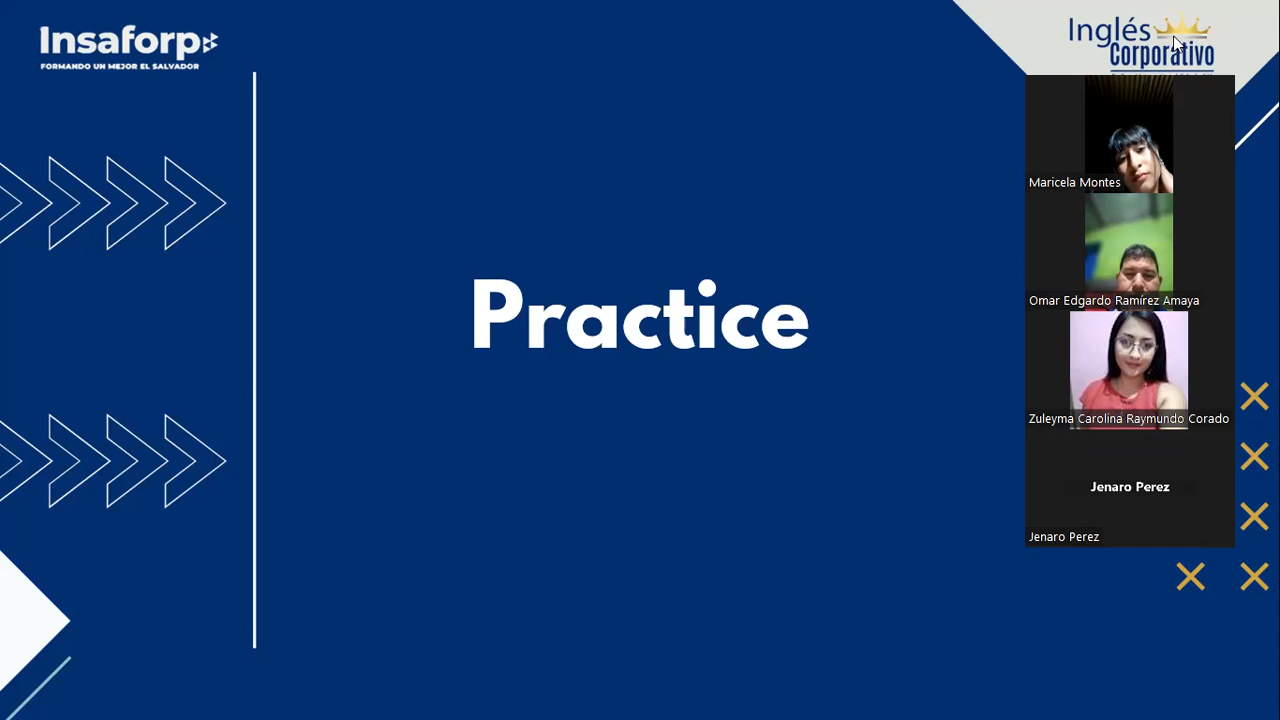 Insaforp
FORMANDO UN MEJOR EL SALVADOR
Inglés
Corporativo
Practice
Maricela Montes
Omar Edgardo Ramírez Amaya
Zuleyma Carolina Raymundo Corado
Jenaro Perez
Jenaro Perez